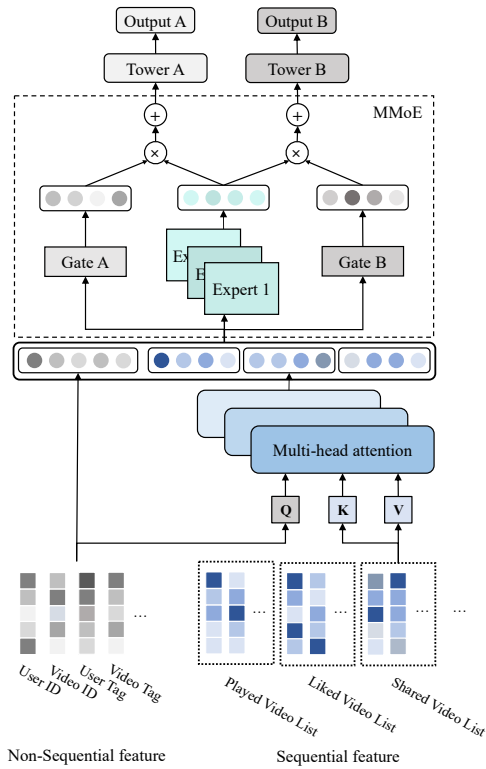 Output A
Output B
Tower A
Tower B
MMoE
+
+
×
×
Gate A
Ex
E
Expert 1
Gate B
Multi-head attention
Q
K
V
...
...
...
...
...
User ID
Video ID
User Tag
Video Tag
Played Video List
Liked Video List
Shared Video List
Non-Sequential feature
Sequential feature